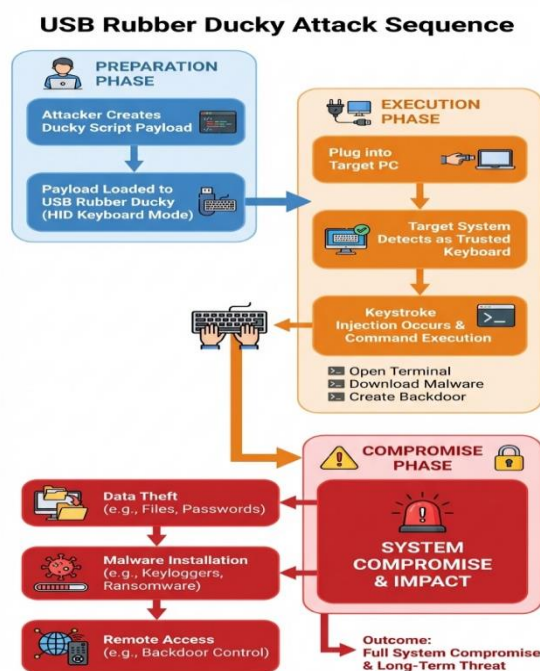 USB Rubber Ducky Attack Sequence
PREPARATION
PHASE
Attacker Creates
Ducky Script Payload
Payload Loaded to
USB Rubber Ducky
(HID Keyboard Mode)
EXECUTION
PHASE
Plug into
Target PC
Target System
Detects as Trusted
Keyboard
Keystroke
Injection Occurs &
Command Execution
Open Terminal
Download Malware
Create Backdoor
COMPROMISE
PHASE
SYSTEM
COMPROMISE
& IMPACT
Data Theft
(e.g., Files, Passwords)
Malware Installation
(e.g., Keyloggers,
Ransomware)
Remote Access
(e.g., Backdoor Control)
Outcome:
Full System Compromise
& Long-Term Threat